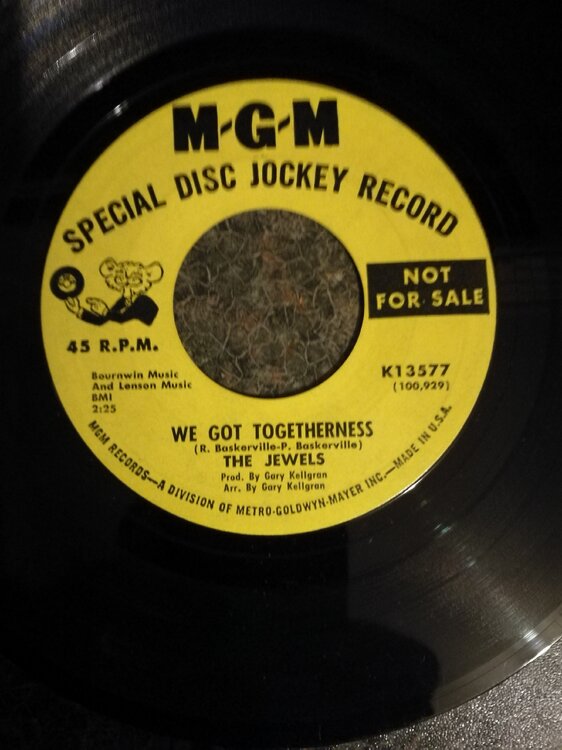 M-G-M
SPECIAL DISC JOCKEY RECORD
NOT
FOR SALE
45 R.P.M.
K13577
(100,929)
Bournwin Music
And Lenson Music
BMI
2:25
WE GOT TOGETHERNESS
(R. Baskerville-P. Baskerville)
THE JEWELS
Prod. By Gary Kellgran
Arr. By Gary Kellgran
MGM RECORDS—A DIVISION OF METRO-GOLDWYN-MAYER INC.—MADE IN U.S.A.